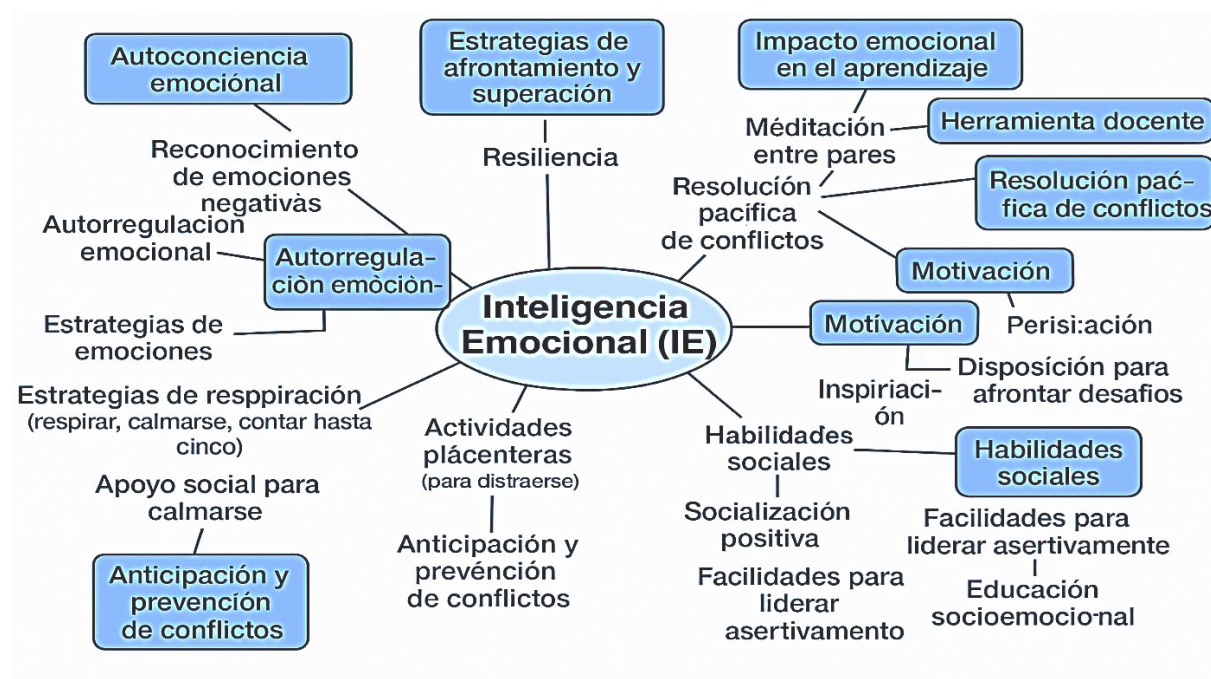 Autoconciencia
emociónal
Estrategias de
afrontamiento y
superación
Impacto emocional
en el aprendizaje
Herramienta docente
Méditación
entre pares
Reconocimiento
de emociones
negativàs
Resiliencia
Resolución
pacífica
de conflictos
Resolución pać-
fica de conflictos
Autorregulacion
emocional
Autorregula-
ciòn emòciòn-
Motivación
Inteligencia
Emocional (IE)
Motívación
Perisi:ación
Estrategias de
emociones
Inspiriaci-
ón
Disposíción para
afrontar desafios
Estrategias de resppiración
(respirar, calmarse, contar hasta
cinco)
Actividades
plácenteras
(para distraerse)
Habilidades
sociales
Habilidades
sociales
Apoyo social para
calmarse
Socialización
positiva
Facilidades para
liderar asertivamente
Anticipación y
prevención
de conflictos
Anticipación y
prevénción
de conflictos
Facilidades para
liderar
asertivamento
Educación
socioemocio-nal